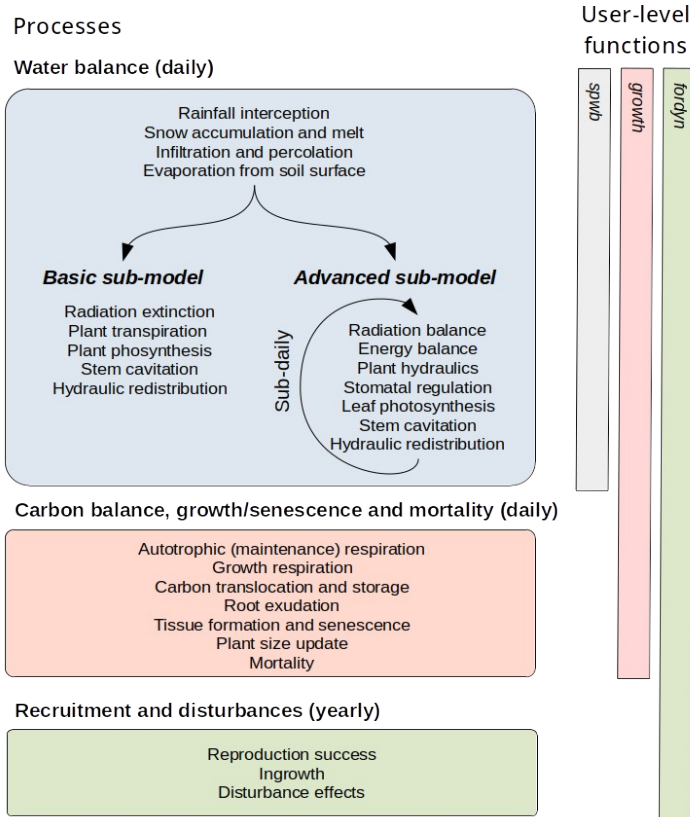 Processes
User-level
functions
Water balance (daily)
spwb
growth
fordyn
Rainfall interception
Snow accumulation and melt
Infiltration and percolation
Evaporation from soil surface
Basic sub-model
Radiation extinction
Plant transpiration
Plant phosynthesis
Stem cavitation
Hydraulic redistribution
Advanced sub-model
Sub-daily
Radiation balance
Energy balance
Plant hydraulics
Stomatal regulation
Leaf photosynthesis
Stem cavitation
Hydraulic redistribution
Carbon balance, growth/senescence and mortality (daily)
Autotrophic (maintenance) respiration
Growth respiration
Carbon translocation and storage
Root exudation
Tissue formation and senescence
Plant size update
Mortality
Recruitment and disturbances (yearly)
Reproduction success
Ingrowth
Disturbance effects